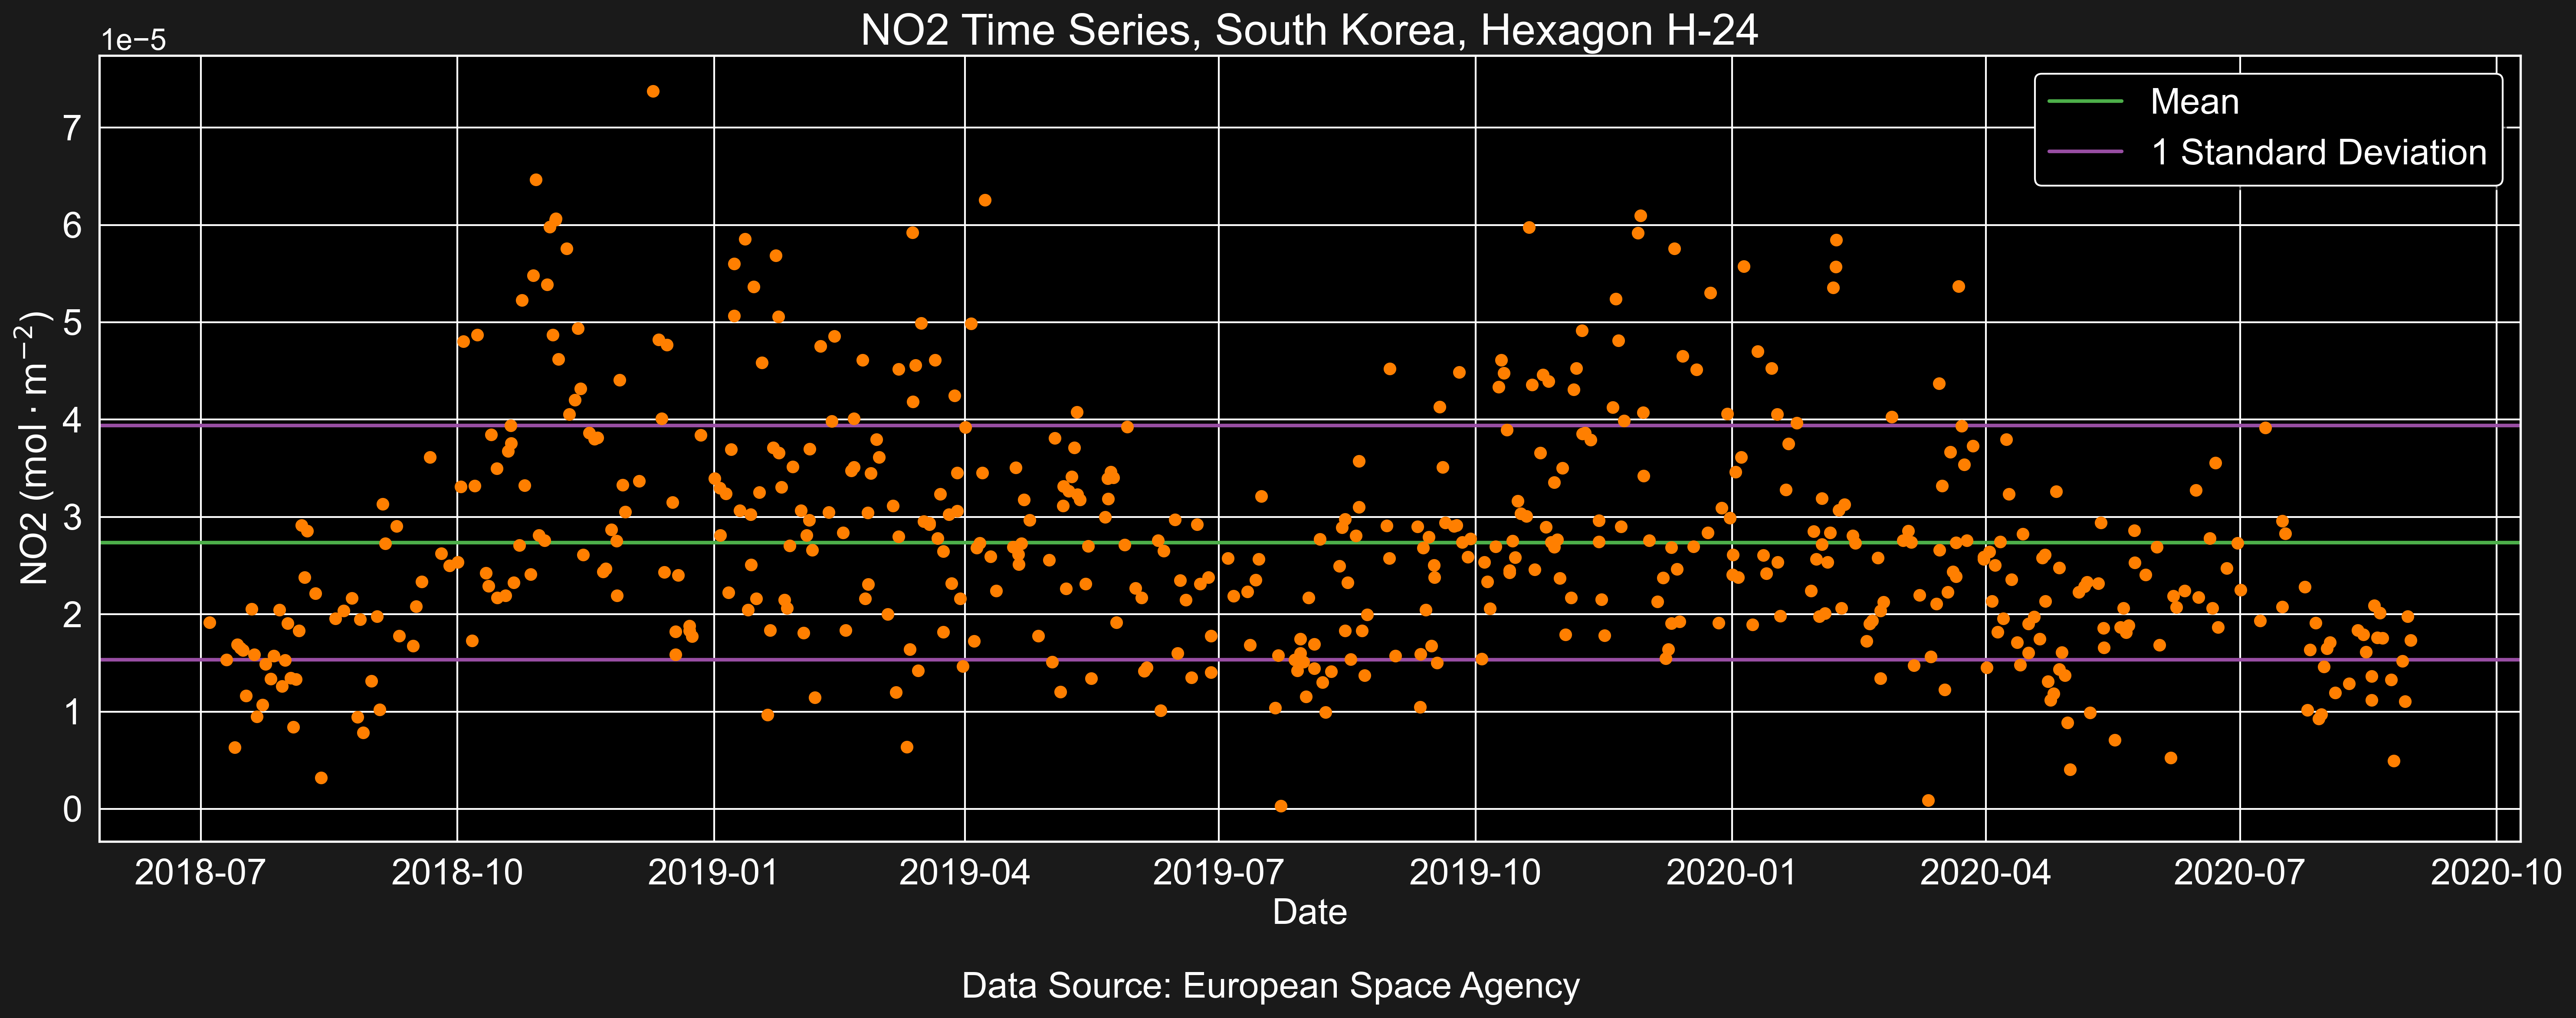 NO2 Time Series, South Korea, Hexagon H-24
1e−5
Mean
1 Standard Deviation
7
6
5
4
3
2
1
0
NO2 (mol · m⁻²)
2018-07 2018-10 2019-01 2019-04 2019-07 2019-10 2020-01 2020-04 2020-07 2020-10
Date
Data Source: European Space Agency